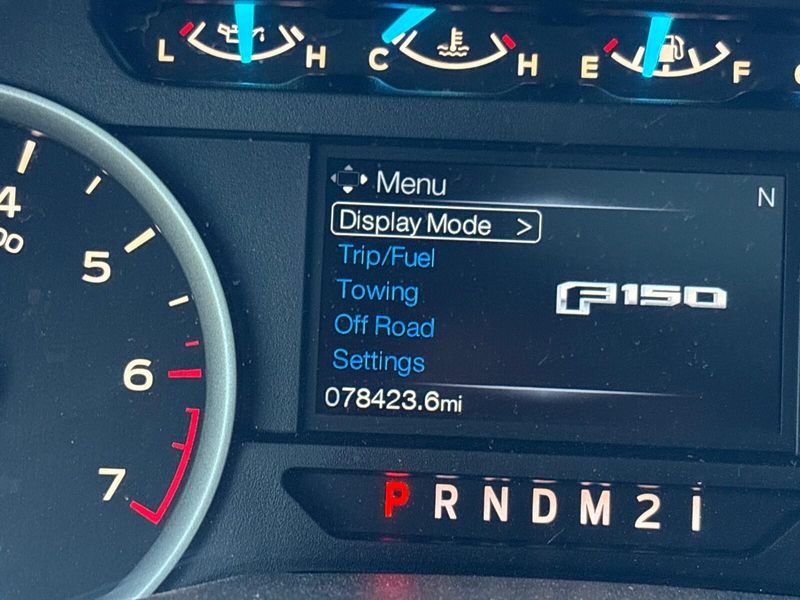 L H C H E F
Menu
N
Display Mode >
Trip/Fuel
Towing
Off Road
Settings
F150
078423.6mi
4
5
6
7
P R N D M 2 1